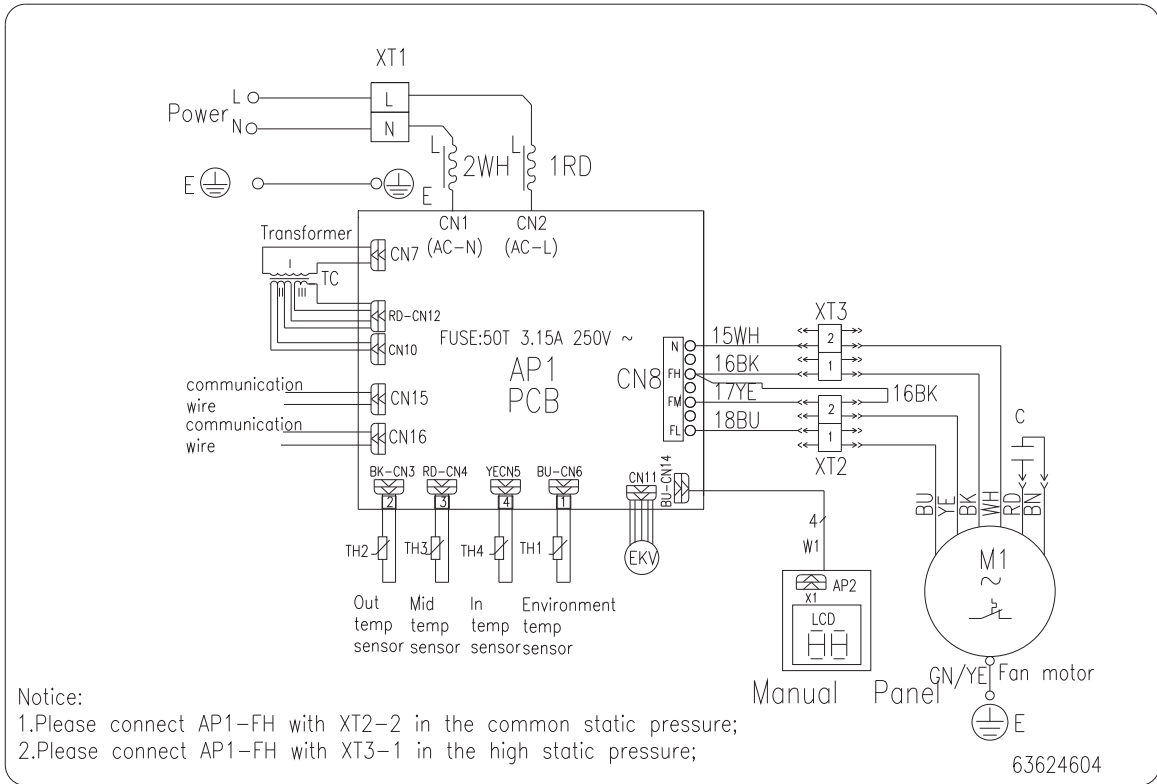 XT1
Power
L
N
L
N
L
2WH
L
1RD
E
E
CN1
(AC-N)
CN2
(AC-L)
Transformer
I
TC
II
III
CN7
RD-CN12
CN10
FUSE:50T 3.15A 250V ~
AP1
PCB
CN8
N
FH
FM
FL
15WH
16BK
17YE
16BK
18BU
XT3
2
1
2
1
XT2
C
communication
wire
CN15
communication
wire
CN16
BK-CN3
RD-CN4
YECN5
BU-CN6
CN11
BU-CN14
2
3
4
1
TH2
TH3
TH4
TH1
EKV
4
W1
BU
YE
BK
WH
RD
BN
M1
~
AP2
X1
LCD
Out
temp
sensor
Mid
temp
sensor
In
temp
sensor
Environment
temp
sensor
Manual Panel
GN/YE
Fan motor
E
Notice:
1.Please connect AP1-FH with XT2-2 in the common static pressure;
2.Please connect AP1-FH with XT3-1 in the high static pressure;
63624604